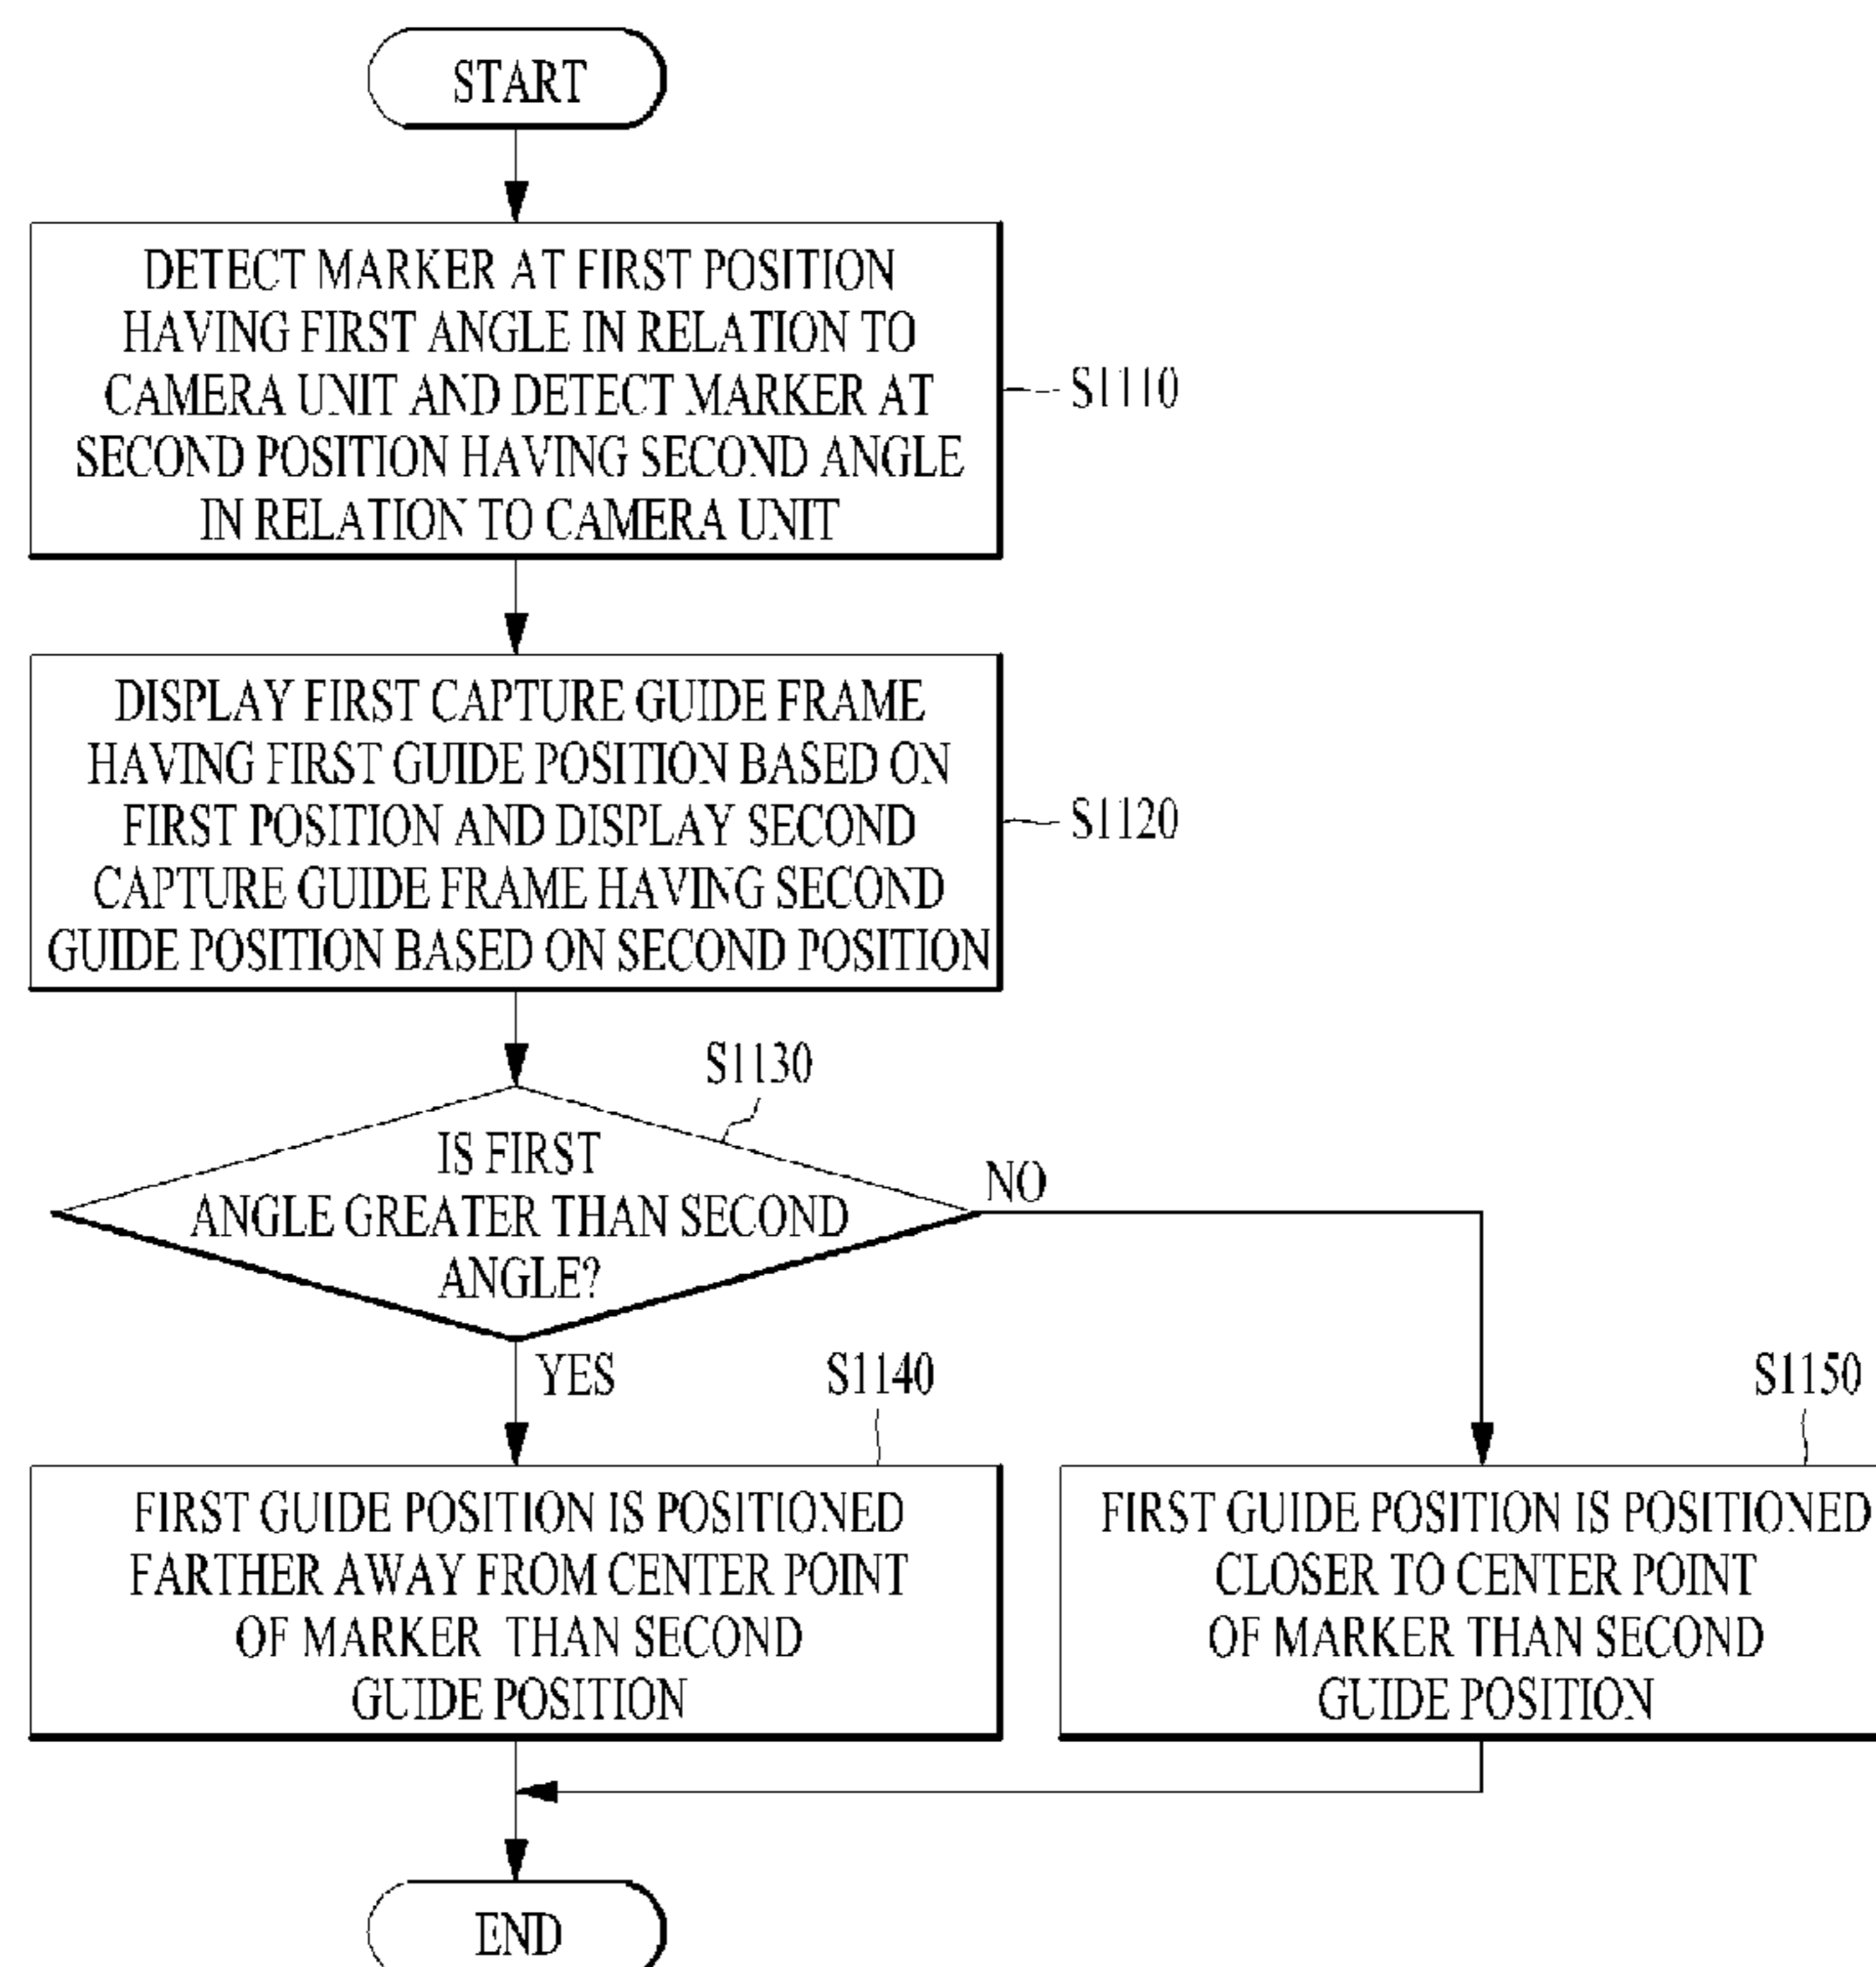 START
DETECT MARKER AT FIRST POSITION
HAVING FIRST ANGLE IN RELATION TO
CAMERA UNIT AND DETECT MARKER AT
SECOND POSITION HAVING SECOND ANGLE
IN RELATION TO CAMERA UNIT
S1110
DISPLAY FIRST CAPTURE GUIDE FRAME
HAVING FIRST GUIDE POSITION BASED ON
FIRST POSITION AND DISPLAY SECOND
CAPTURE GUIDE FRAME HAVING SECOND
GUIDE POSITION BASED ON SECOND POSITION
S1120
S1130
IS FIRST
ANGLE GREATER THAN SECOND
ANGLE?
NO
YES
S1140
FIRST GUIDE POSITION IS POSITIONED
FARTHER AWAY FROM CENTER POINT
OF MARKER THAN SECOND
GUIDE POSITION
S1150
FIRST GUIDE POSITION IS POSITIONED
CLOSER TO CENTER POINT
OF MARKER THAN SECOND
GUIDE POSITION
END